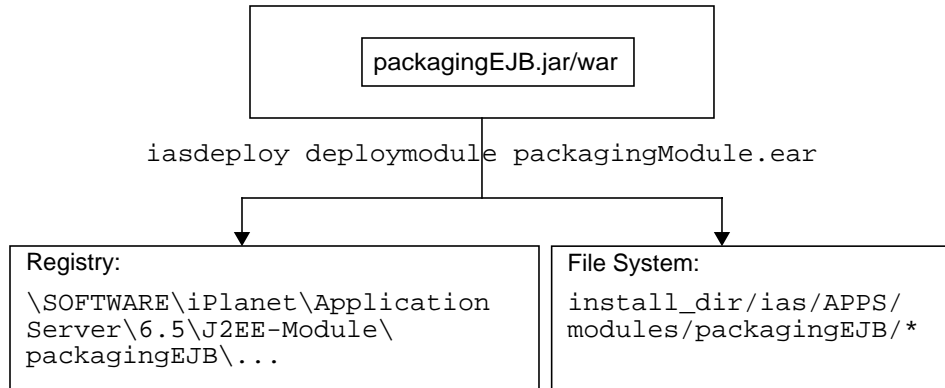 packagingEJB.jar/war
iasdeploy deploymodule packagingModule.ear
Registry:
\SOFTWARE\iPlanet\Application
Server\6.5\J2EE-Module\
packagingEJB\...
File System:
install_dir/ias/APPS/
modules/packagingEJB/*